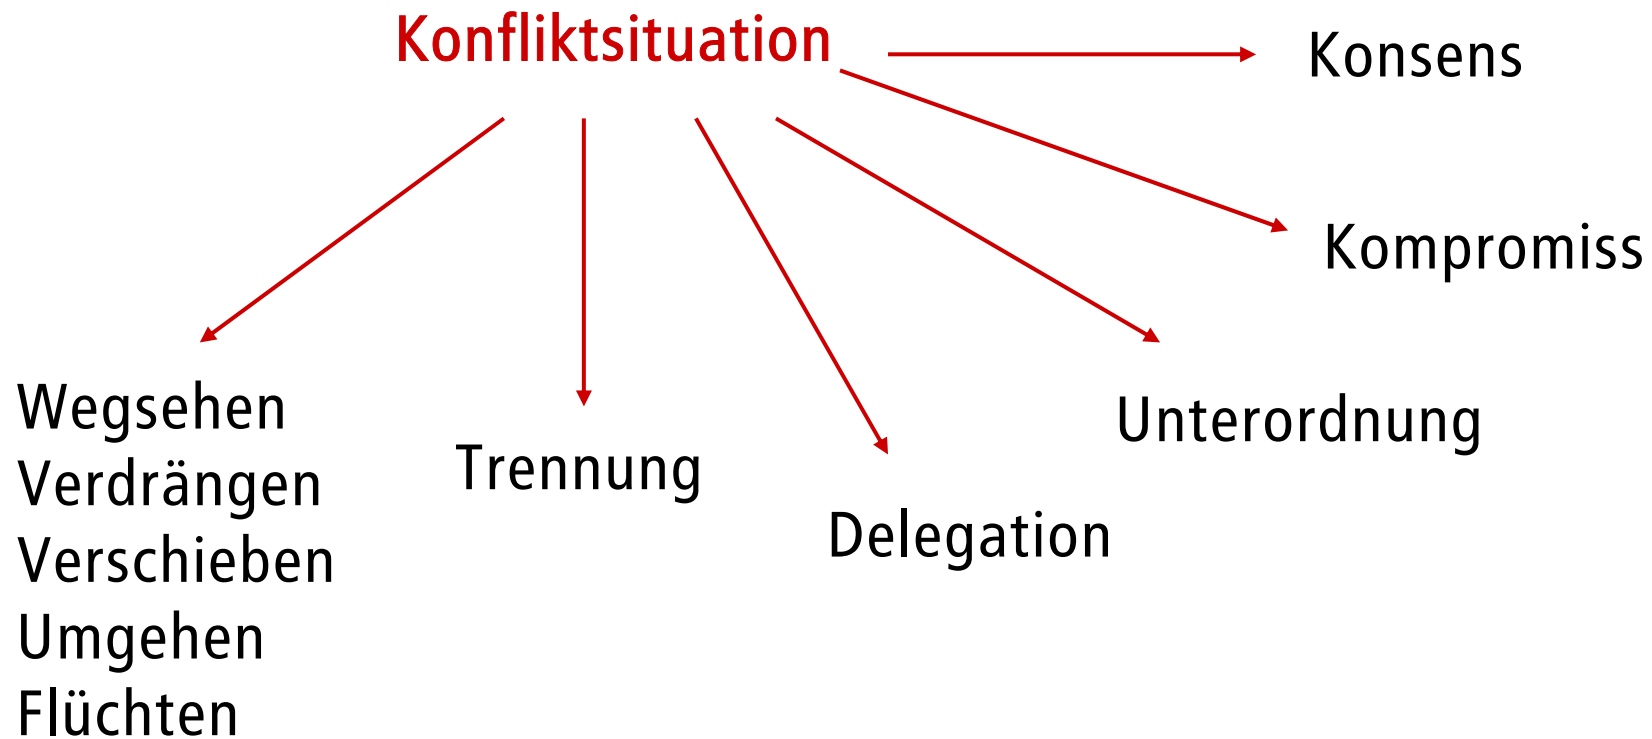 Konfliktsituation
Konsens
Kompromiss
Unterordnung
Delegation
Trennung
Wegsehen
Verdrängen
Verschieben
Umgehen
Flüchten